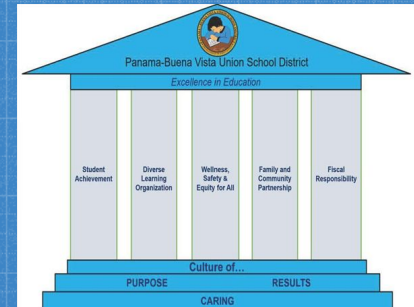 Panama-Buena Vista Union School District
Excellence in Education
Student
Achievement
Diverse
Learning
Organization
Wellness,
Safety &
Equity for All
Family and
Community
Partnership
Fiscal
Responsibility
Culture of...
PURPOSE RESULTS
CARING